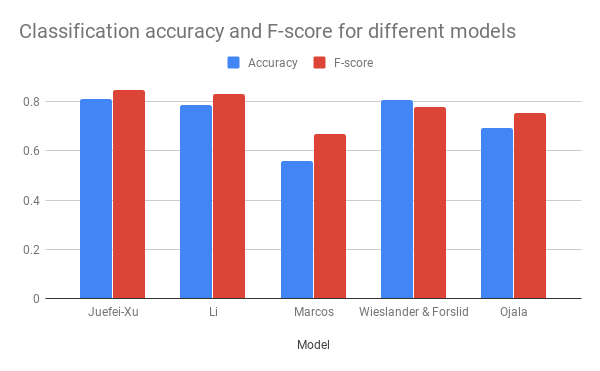 Classification accuracy and F-score for different models
Accuracy F-score
0.8
0.6
0.4
0.2
0
Juefei-Xu Li Marcos Wieslander & Forslid Ojala
Model